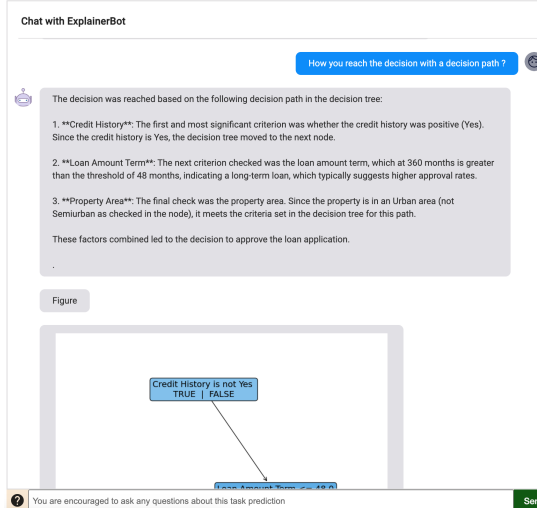 Chat with ExplainerBot
How you reach the decision with a decision path ?
The decision was reached based on the following decision path in the decision tree:
1. **Credit History**: The first and most significant criterion was whether the credit history was positive (Yes).
Since the credit history is Yes, the decision tree moved to the next node.
2. **Loan Amount Term**: The next criterion checked was the loan amount term, which at 360 months is greater
than the threshold of 48 months, indicating a long-term loan, which typically suggests higher approval rates.
3. **Property Area**: The final check was the property area. Since the property is in an Urban area (not
Semiurban as checked in the node), it meets the criteria set in the decision tree for this path.
These factors combined led to the decision to approve the loan application.
.
Figure
Credit History is not Yes
TRUE | FALSE
Loan Amount Term <= 48.0
? You are encouraged to ask any questions about this task prediction